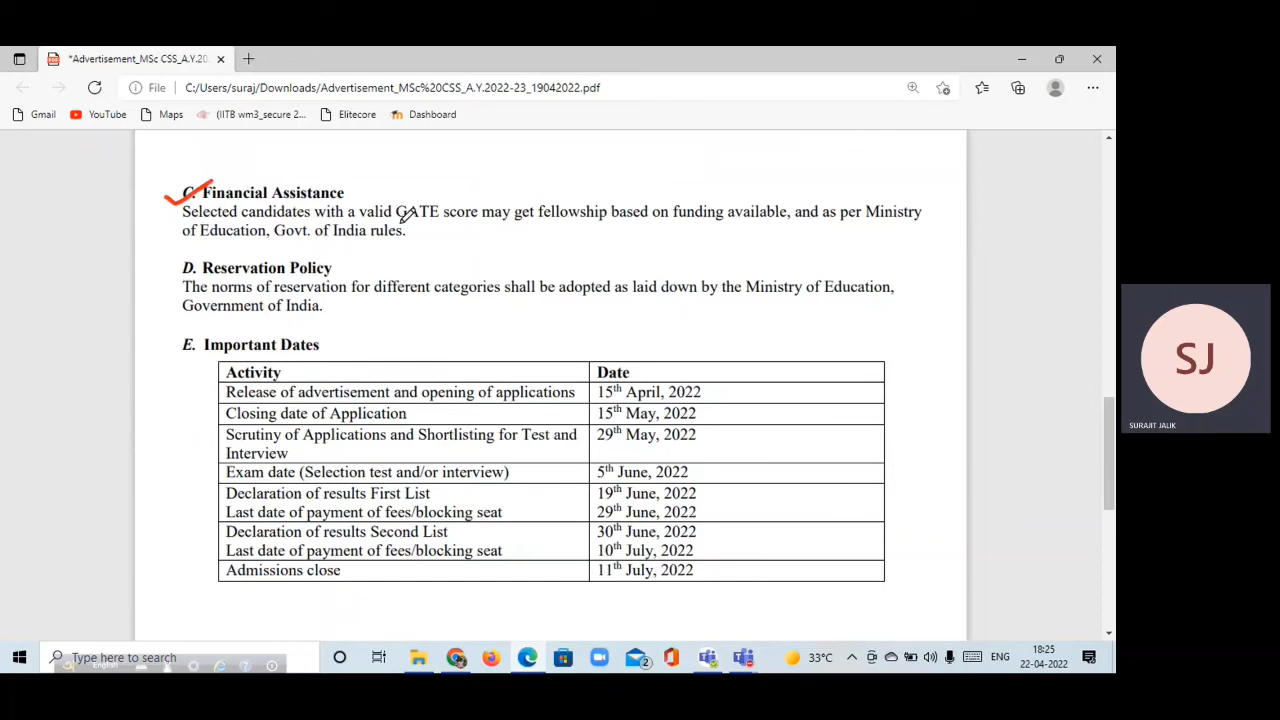 *Advertisement_MSc CSS_A.Y.20
File
C:/Users/suraj/Downloads/Advertisement_MSc%20CSS_A.Y.2022-23_19042022.pdf
Gmail
YouTube
Maps
(IITB wm3_secure 2...
Elitecore
Dashboard
C. Financial Assistance
Selected candidates with a valid GATE score may get fellowship based on funding available, and as per Ministry
of Education, Govt. of India rules.
D. Reservation Policy
The norms of reservation for different categories shall be adopted as laid down by the Ministry of Education,
Government of India.
E. Important Dates
Activity Date
Release of advertisement and opening of applications 15th April, 2022
Closing date of Application 15th May, 2022
Scrutiny of Applications and Shortlisting for Test and 29th May, 2022
Interview
Exam date (Selection test and/or interview) 5th June, 2022
Declaration of results First List 19th June, 2022
Last date of payment of fees/blocking seat 29th June, 2022
Declaration of results Second List 30th June, 2022
Last date of payment of fees/blocking seat 10th July, 2022
Admissions close 11th July, 2022
SJ
SURAJIT JALIK
Type here to search
English
2
33°C
ENG
18:25
22-04-2022